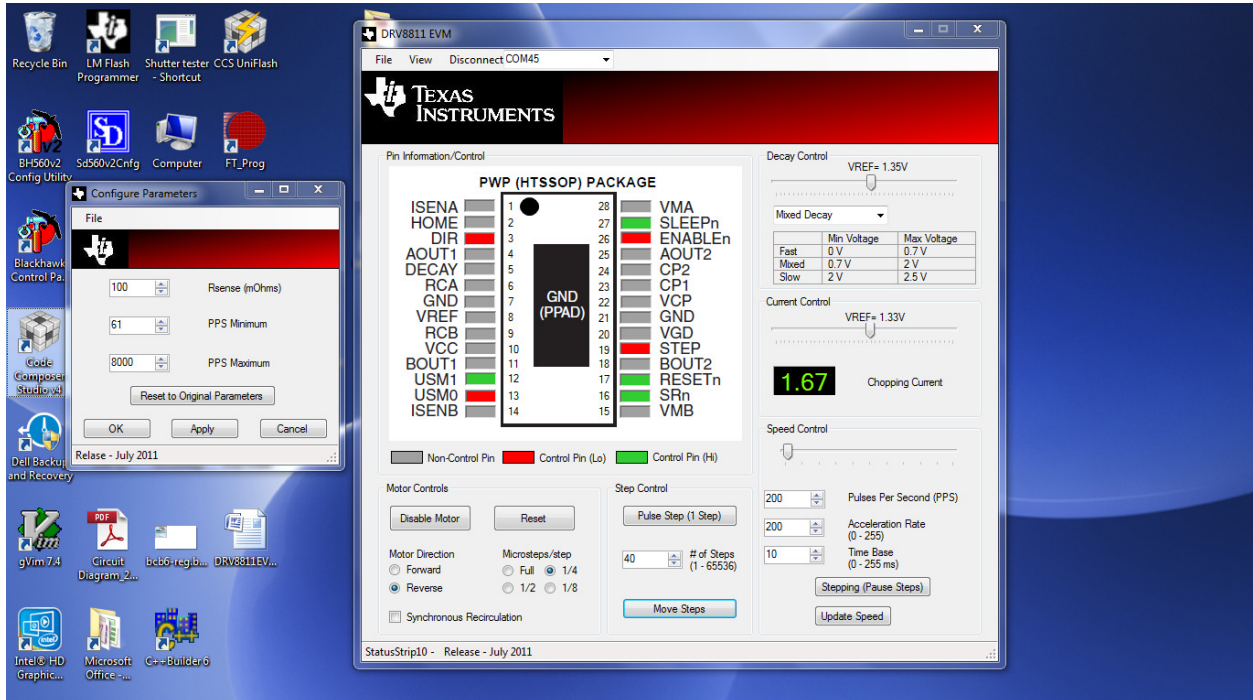 Recycle Bin
LM Flash
Programmer
Shutter tester
- Shortcut
CCS UniFlash
BH560v2
Config Utility
Sd560v2Cnfg
Computer
FT_Prog
Blackhawk
Control Pa...
Code
Composer
Studio v4
Dell Backup
and Recovery
gVim 7.4
PDF
Circuit
Diagram_2...
bcb6-reg.b...
DRV8811EV...
Intel® HD
Graphic...
Microsoft
Office -...
C++Builder 6
Configure Parameters
File
100 Rsense (mOhms)
61 PPS Minimum
8000 PPS Maximum
Reset to Original Parameters
OK Apply Cancel
Relase - July 2011
DRV8811 EVM
File View Disconnect COM45
TEXAS
INSTRUMENTS
Pin Information/Control
PWP (HTSSOP) PACKAGE
ISENA 1 28 VMA
HOME 2 27 SLEEPn
DIR 3 26 ENABLEn
AOUT1 4 25 AOUT2
DECAY 5 24 CP2
RCA 6 23 CP1
GND 7 22 VCP
VREF 8 21 GND
RCB 9 20 VGD
VCC 10 19 STEP
BOUT1 11 18 BOUT2
USM1 12 17 RESETn
USM0 13 16 SRn
ISENB 14 15 VMB
GND
(PPAD)
Non-Control Pin Control Pin (Lo) Control Pin (Hi)
Motor Controls
Disable Motor Reset
Motor Direction
Forward
Reverse
Microsteps/step
Full 1/4
1/2 1/8
Synchronous Recirculation
Step Control
Pulse Step (1 Step)
40 # of Steps
(1 - 65536)
Move Steps
Decay Control
VREF= 1.35V
Mixed Decay
Min Voltage Max Voltage
Fast 0 V 0.7 V
Mixed 0.7 V 2 V
Slow 2 V 2.5 V
Current Control
VREF= 1.33V
1.67 Chopping Current
Speed Control
200 Pulses Per Second (PPS)
200 Acceleration Rate
(0 - 255)
10 Time Base
(0 - 255 ms)
Stepping (Pause Steps)
Update Speed
StatusStrip10 - Release - July 2011